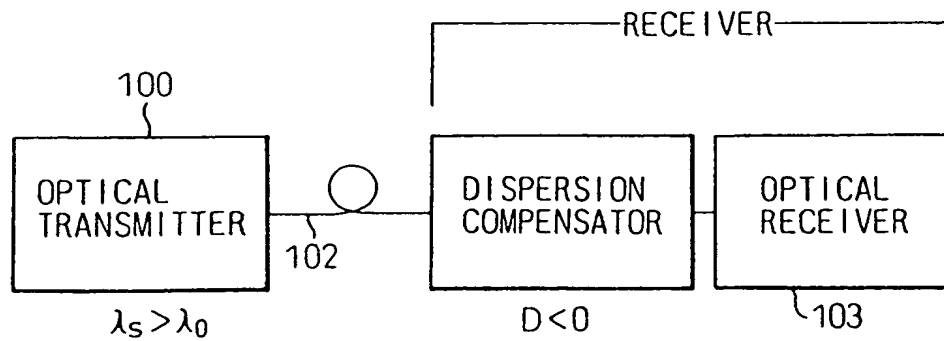 RECEIVER
100
OPTICAL
TRANSMITTER
102
DISPERSION
COMPENSATOR
OPTICAL
RECEIVER
103
λS > λ0
D < 0